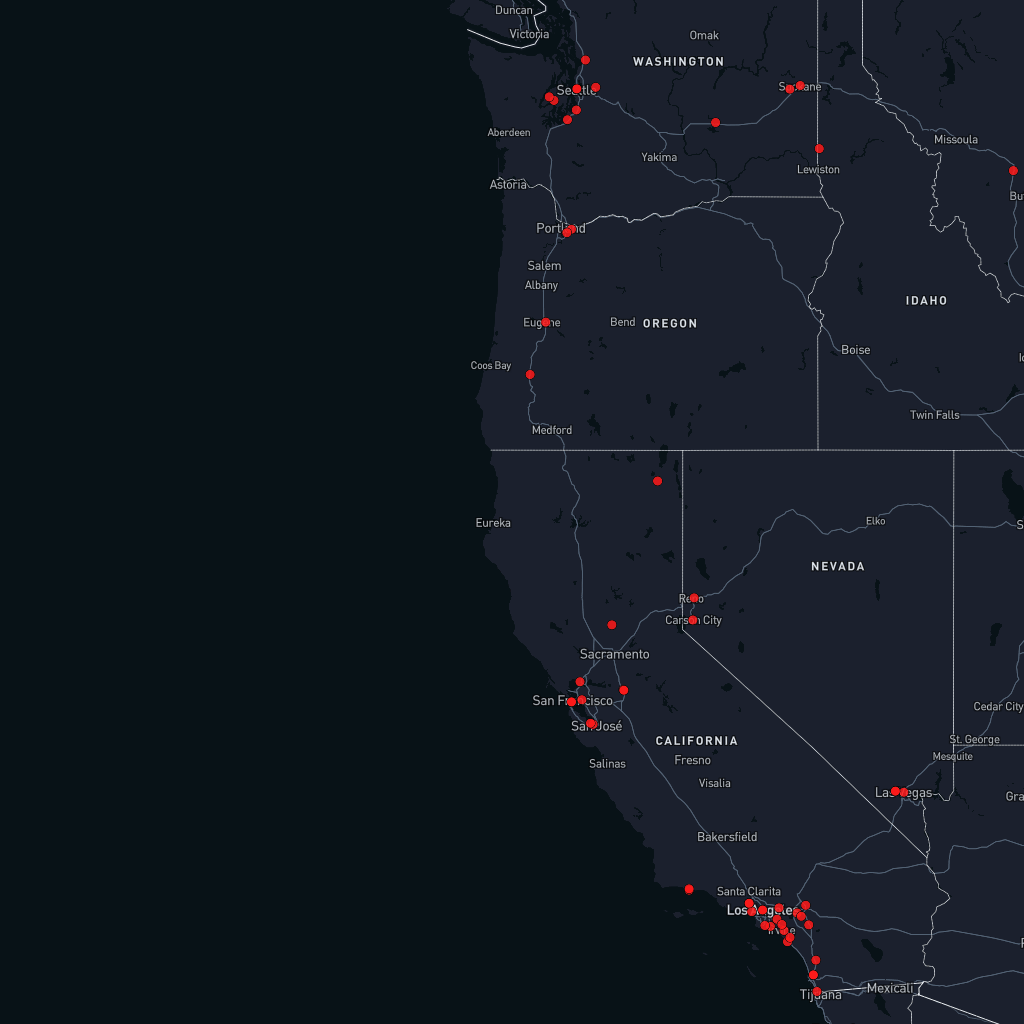 Duncan
Victoria
Omak
WASHINGTON
Seattle
Spokane
Aberdeen
Missoula
Yakima
Lewiston
Astoria
Portland
Salem
Albany
IDAHO
Eugene
Bend
OREGON
Boise
Coos Bay
Twin Falls
Medford
Eureka
Elko
NEVADA
Reno
Carson City
Sacramento
San Francisco
San José
Cedar City
CALIFORNIA
St. George
Fresno
Mesquite
Salinas
Visalia
Las Vegas
Bakersfield
Santa Clarita
Los Angeles
Irvine
Mexicali
Tijuana